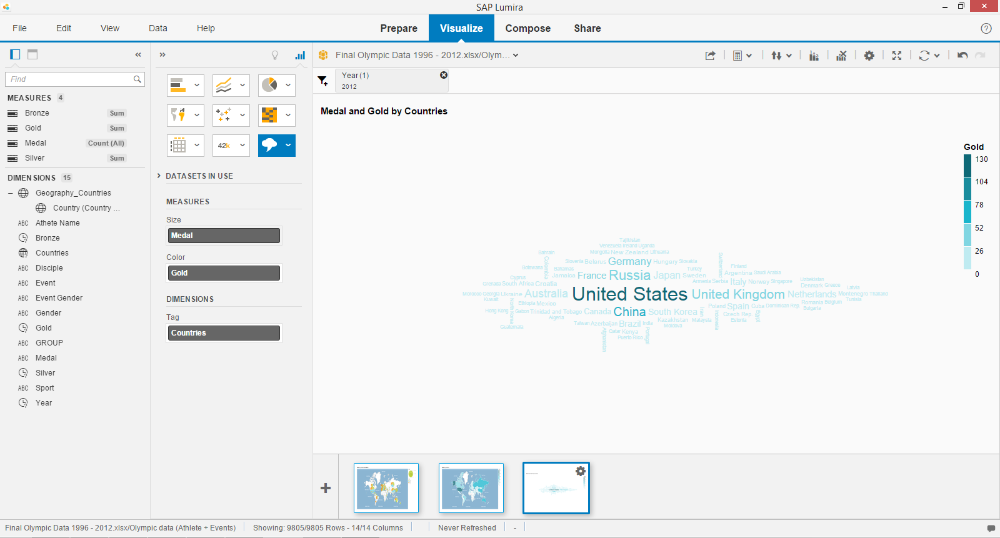 SAP Lumira
File Edit View Data Help
Prepare Visualize Compose Share
Find
MEASURES 4
Bronze Sum
Gold Sum
Medal Count (All)
Silver Sum
DIMENSIONS 15
Geography_Countries
Country (Country ...
ABC Athete Name
Bronze
Countries
ABC Disciple
ABC Event
ABC Event Gender
ABC Gender
Gold
ABC GROUP
ABC Medal
Silver
ABC Sport
Year
42k
DATASETS IN USE
MEASURES
Size
Medal
Color
Gold
DIMENSIONS
Tag
Countries
Final Olympic Data 1996 - 2012.xlsx/Olym...
Year (1)
2012
Medal and Gold by Countries
Gold
130
104
78
52
26
0
Tajikistan
Venezuela Ireland Uganda
Bahrain Mongolia New Zealand Lithuania Switzerland
Colombia Slovenia Belarus Germany Hungary Slovakia
Botswana Bahamas Turkey Finland
Cyprus Jamaica France Russia Japan Sweden Argentina Saudi Arabia
Grenada South Africa Croatia Armenia Serbia Italy Norway Singapore Uzbekistan
Denmark Greece Latvia
Morocco Georgia Ukraine Australia United States United Kingdom Netherlands Montenegro Thailand
Kuwait North Korea Ethiopia Mexico Poland Spain Cuba Dominican Rep. Romania Belgium Tunisia
Bulgaria
Hong Kong Gabon Trinidad and Tobago Canada China South Korea Iran Indonesia Czech Rep. Egypt
Algeria Kazakhstan Malaysia Estonia
Guatemala Taiwan Azerbaijan Brazil India Moldova
Afghanistan Qatar Kenya Portugal
Puerto Rico
Final Olympic Data 1996 - 2012.xlsx/Olympic data (Athlete + Events) Showing: 9805/9805 Rows - 14/14 Columns Never Refreshed -